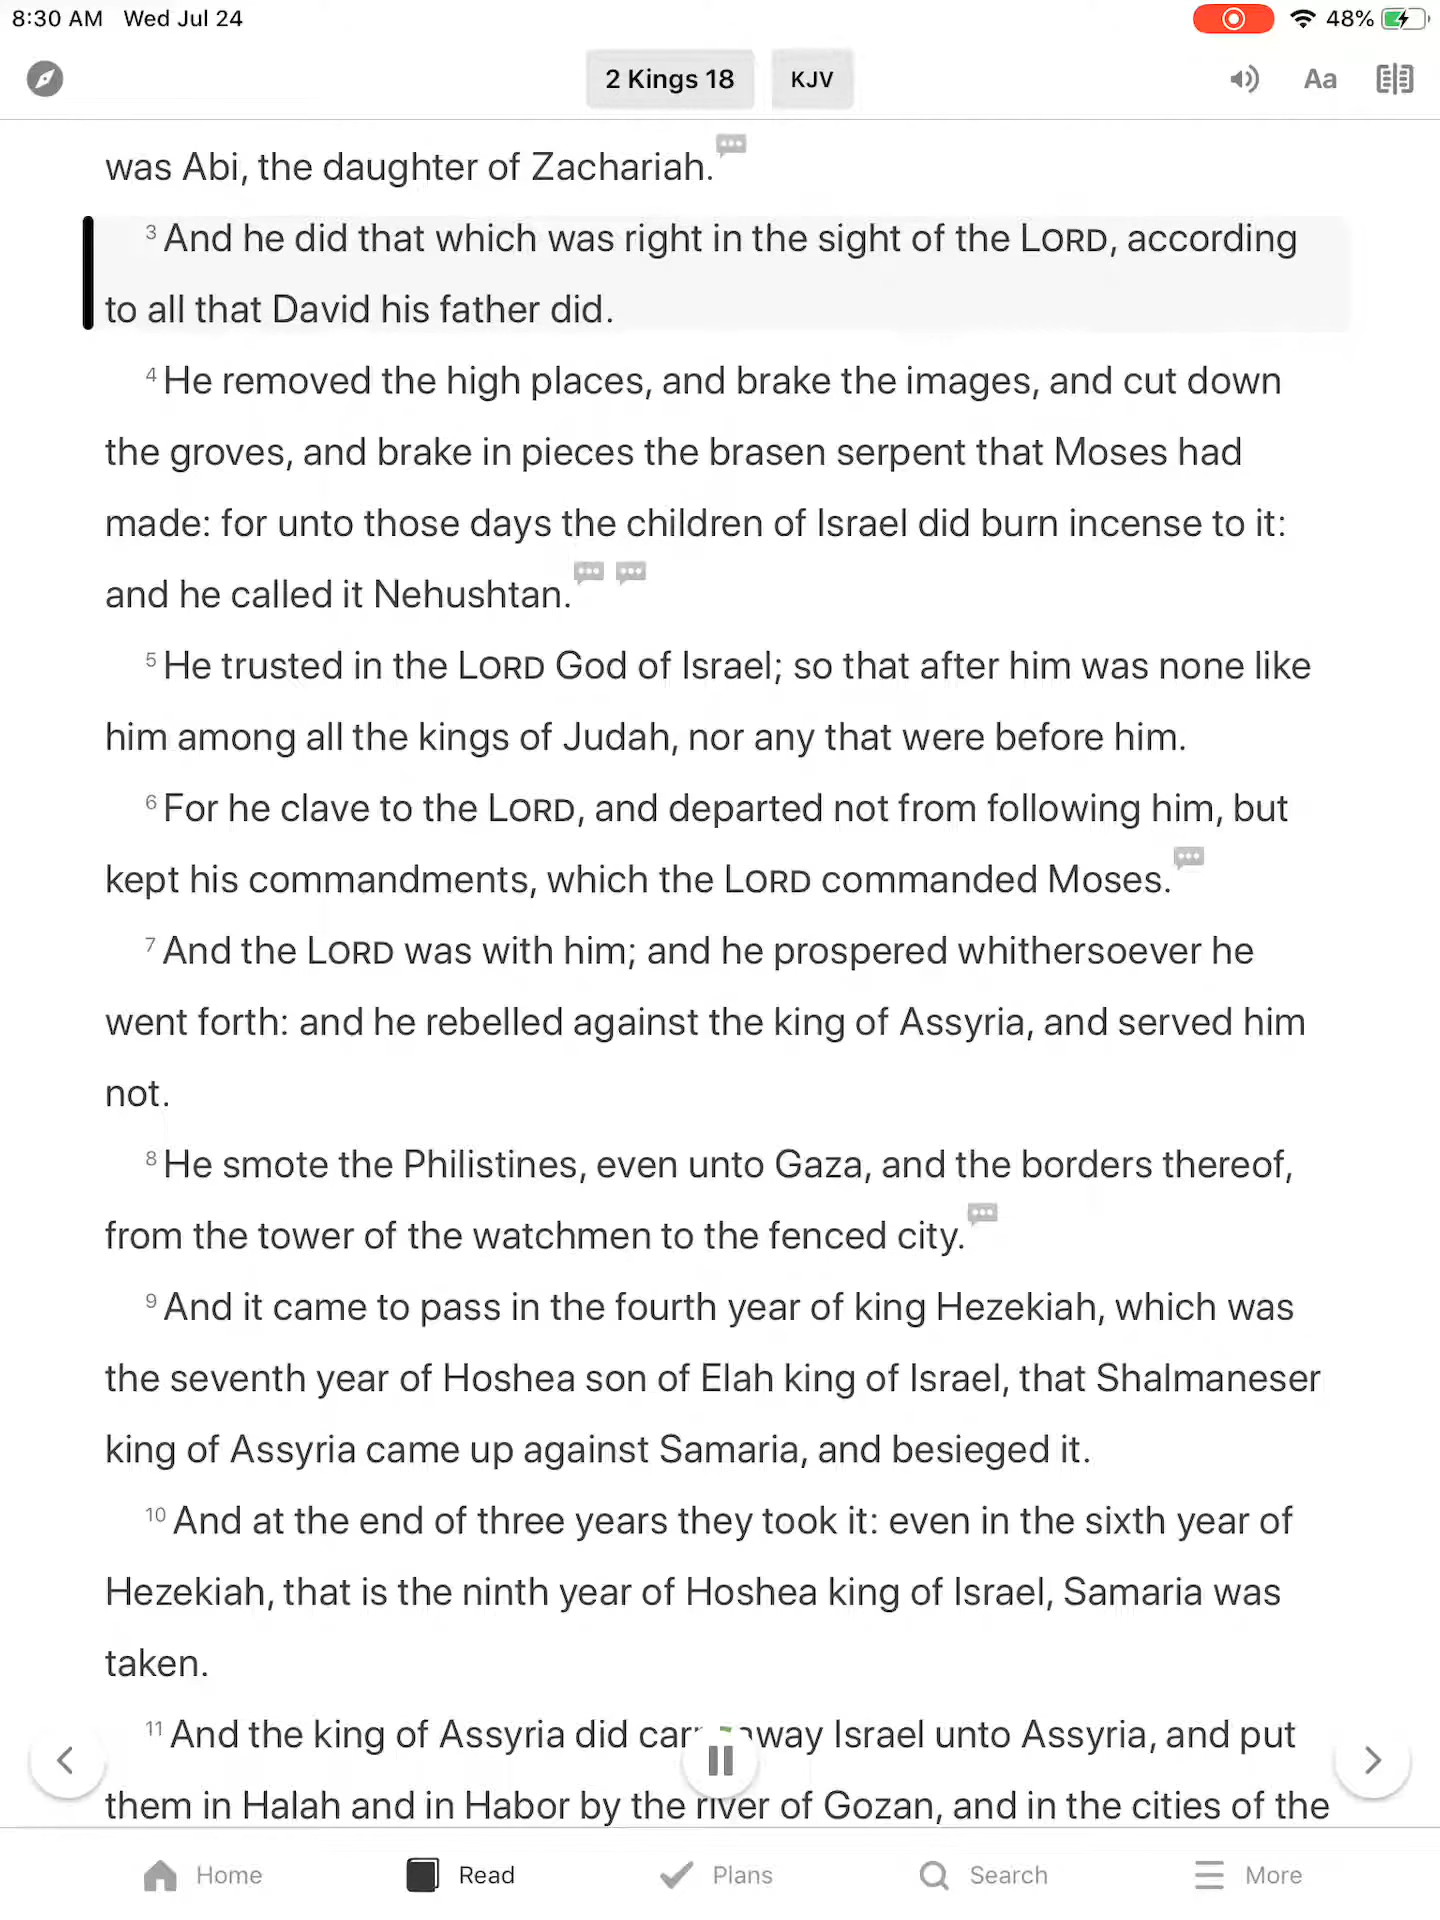 8:30 AM Wed Jul 24 48%
2 Kings 18 KJV Aa
was Abi, the daughter of Zachariah.
3 And he did that which was right in the sight of the LORD, according
to all that David his father did.
4 He removed the high places, and brake the images, and cut down
the groves, and brake in pieces the brasen serpent that Moses had
made: for unto those days the children of Israel did burn incense to it:
and he called it Nehushtan.
5 He trusted in the LORD God of Israel; so that after him was none like
him among all the kings of Judah, nor any that were before him.
6 For he clave to the LORD, and departed not from following him, but
kept his commandments, which the LORD commanded Moses.
7 And the LORD was with him; and he prospered whithersoever he
went forth: and he rebelled against the king of Assyria, and served him
not.
8 He smote the Philistines, even unto Gaza, and the borders thereof,
from the tower of the watchmen to the fenced city.
9 And it came to pass in the fourth year of king Hezekiah, which was
the seventh year of Hoshea son of Elah king of Israel, that Shalmaneser
king of Assyria came up against Samaria, and besieged it.
10 And at the end of three years they took it: even in the sixth year of
Hezekiah, that is the ninth year of Hoshea king of Israel, Samaria was
taken.
11 And the king of Assyria did carry away Israel unto Assyria, and put
them in Halah and in Habor by the river of Gozan, and in the cities of the
Home Read Plans Search More